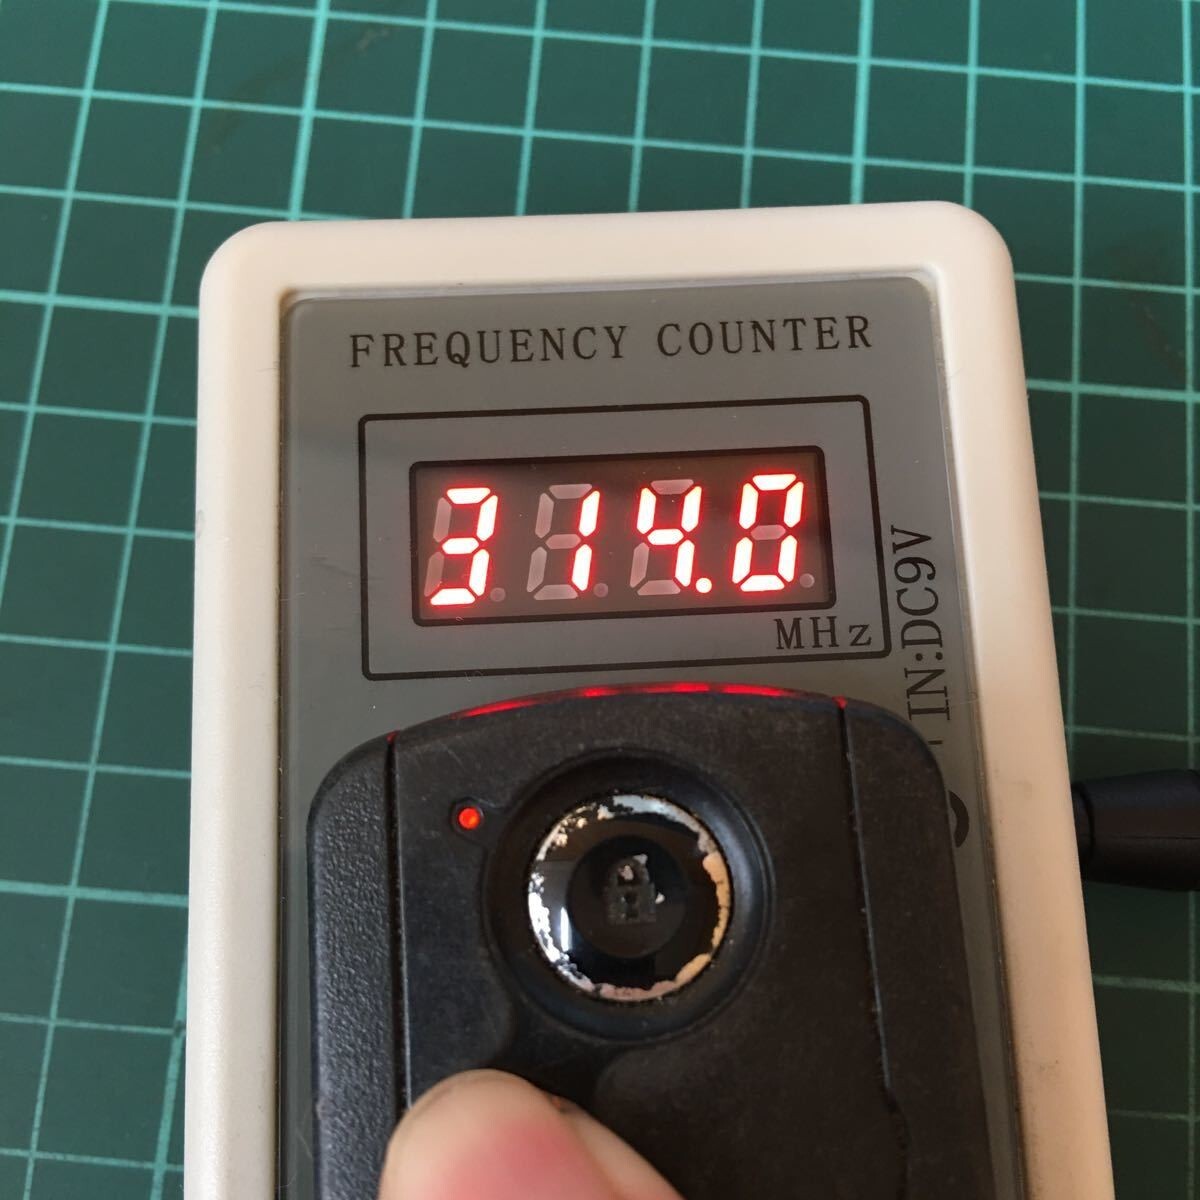 FREQUENCY COUNTER
314.0
MHz
IN:DC9V